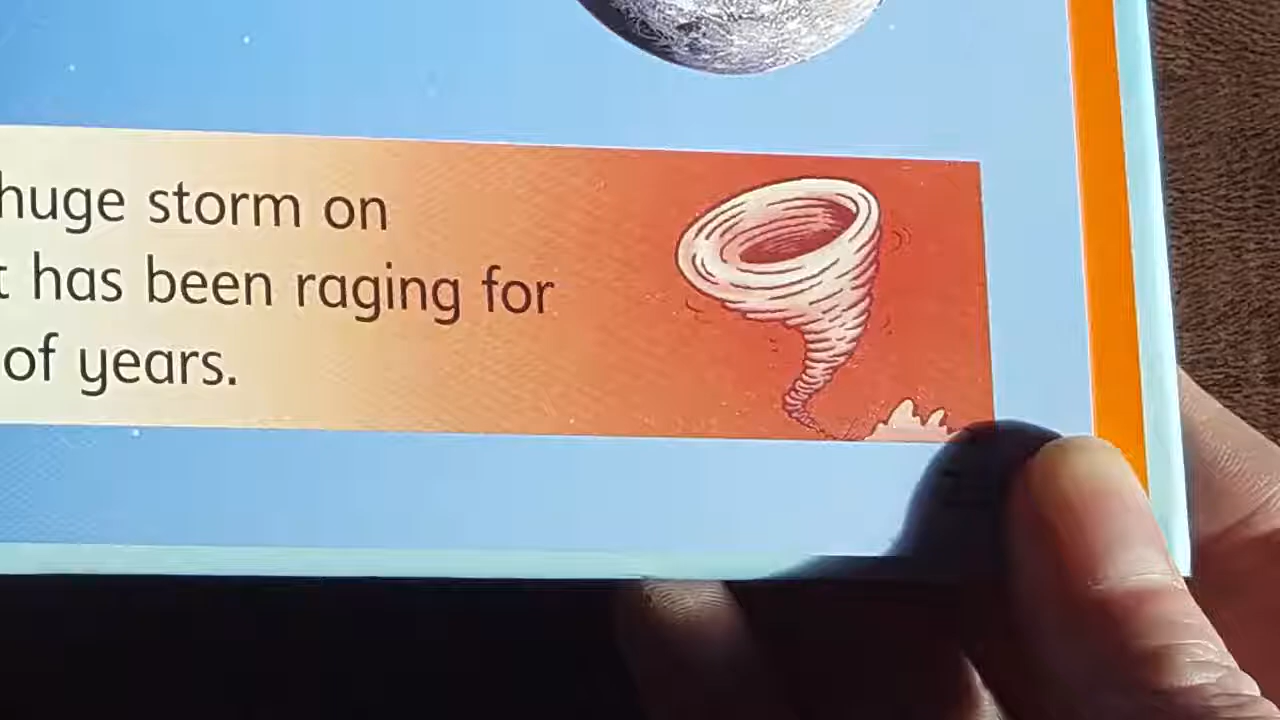 huge storm on
t has been raging for
of years.